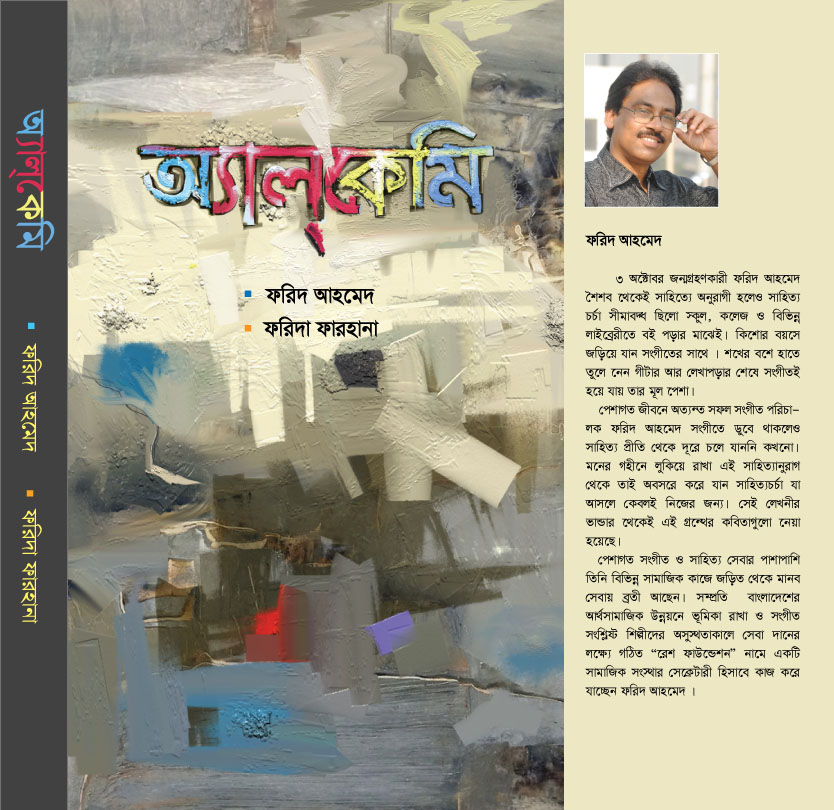 অ্যাল্কেমি
ফরিদ আহমেদ
ফরিদা ফারহানা
অ্যাল্কেমি
ফরিদ আহমেদ
ফরিদা ফারহানা
ফরিদ আহমেদ
৩ অক্টোবর জন্মগ্রহণকারী ফরিদ আহমেদ
শৈশব থেকেই সাহিত্যে অনুরাগী হলেও সাহিত্য
চর্চা সীমাবদ্ধ ছিলো স্কুল, কলেজ ও বিভিন্ন
লাইব্রেরীতে বই পড়ার মাঝেই। কিশোর বয়সে
জড়িয়ে যান সংগীতের সাথে । শখের বশে হাতে
তুলে নেন গীটার আর লেখাপড়ার শেষে সংগীতই
হয়ে যায় তার মূল পেশা।
পেশাগত জীবনে অত্যন্ত সফল সংগীত পরিচা-
লক ফরিদ আহমেদ সংগীতে ডুবে থাকলেও
সাহিত্য প্রীতি থেকে দূরে চলে যাননি কখনো।
মনের গহীনে লুকিয়ে রাখা এই সাহিত্যানুরাগ
থেকে তাই অবসরে করে যান সাহিত্যচর্চা যা
আসলে কেবলই নিজের জন্য। সেই লেখনীর
ভান্ডার থেকেই এই গ্রন্থের কবিতাগুলো নেয়া
হয়েছে।
পেশাগত সংগীত ও সাহিত্য সেবার পাশাপাশি
তিনি বিভিন্ন সামাজিক কাজে জড়িত থেকে মানব
সেবায় ব্রতী আছেন। সম্প্রতি বাংলাদেশের
আর্থসামাজিক উন্নয়নে ভূমিকা রাখা ও সংগীত
সংশ্লিষ্ট শিল্পীদের অসুস্থতাকালে সেবা দানের
লক্ষ্যে গঠিত “রেশ ফাউন্ডেশন” নামে একটি
সামাজিক সংস্থার সেক্রেটারী হিসাবে কাজ করে
যাচ্ছেন ফরিদ আহমেদ ।